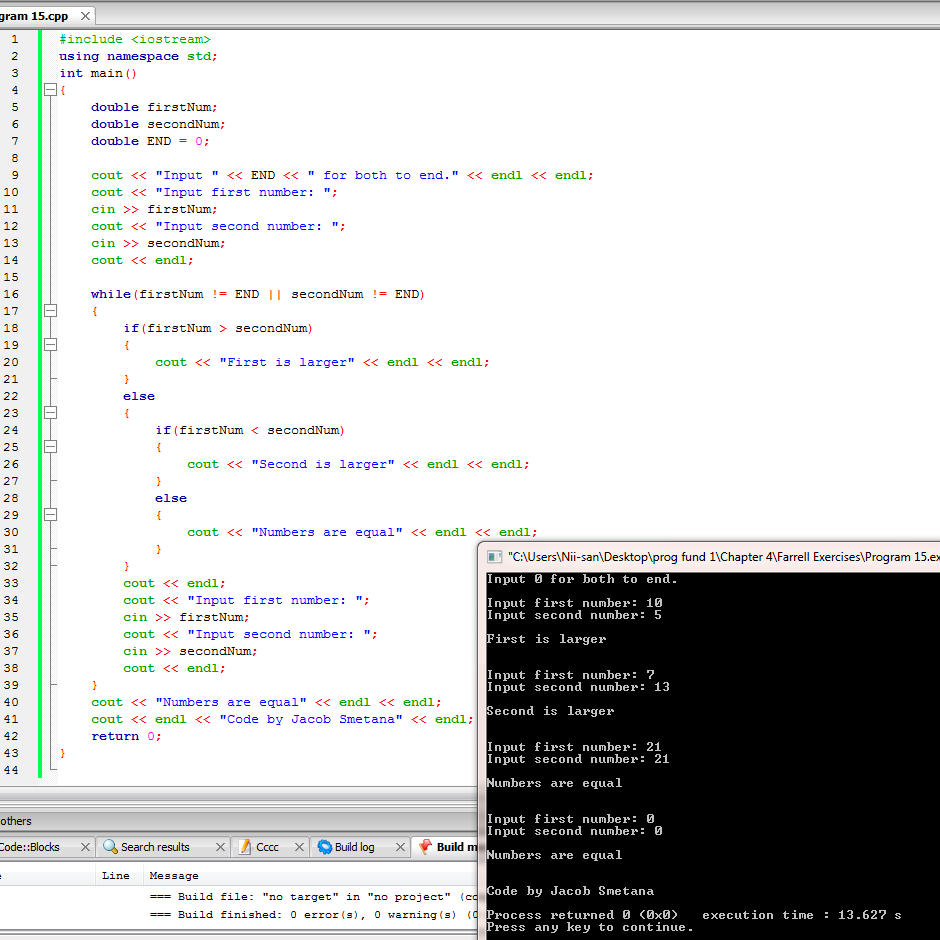 gram 15.cpp
1 #include <iostream>
2 using namespace std;
3 int main()
4 {
5 double firstNum;
6 double secondNum;
7 double END = 0;
8
9 cout << "Input " << END << " for both to end." << endl << endl;
10 cout << "Input first number: ";
11 cin >> firstNum;
12 cout << "Input second number: ";
13 cin >> secondNum;
14 cout << endl;
15
16 while(firstNum != END || secondNum != END)
17 {
18 if(firstNum > secondNum)
19 {
20 cout << "First is larger" << endl << endl;
21 }
22 else
23 {
24 if(firstNum < secondNum)
25 {
26 cout << "Second is larger" << endl << endl;
27 }
28 else
29 {
30 cout << "Numbers are equal" << endl << endl;
31 }
32 }
33 cout << endl;
34 cout << "Input first number: ";
35 cin >> firstNum;
36 cout << "Input second number: ";
37 cin >> secondNum;
38 cout << endl;
39 }
40 cout << "Numbers are equal" << endl << endl;
41 cout << endl << "Code by Jacob Smetana" << endl;
42 return 0;
43 }
44
"C:\Users\Nii-san\Desktop\prog fund 1\Chapter 4\Farrell Exercises\Program 15.ex
Input 0 for both to end.
Input first number: 10
Input second number: 5
First is larger
Input first number: 7
Input second number: 13
Second is larger
Input first number: 21
Input second number: 21
Numbers are equal
Input first number: 0
Input second number: 0
Numbers are equal
Code by Jacob Smetana
Process returned 0 (0x0) execution time : 13.627 s
Press any key to continue.
others
Code::Blocks Search results Cccc Build log Build m
Line Message
=== Build file: "no target" in "no project" (co
=== Build finished: 0 error(s), 0 warning(s) (0